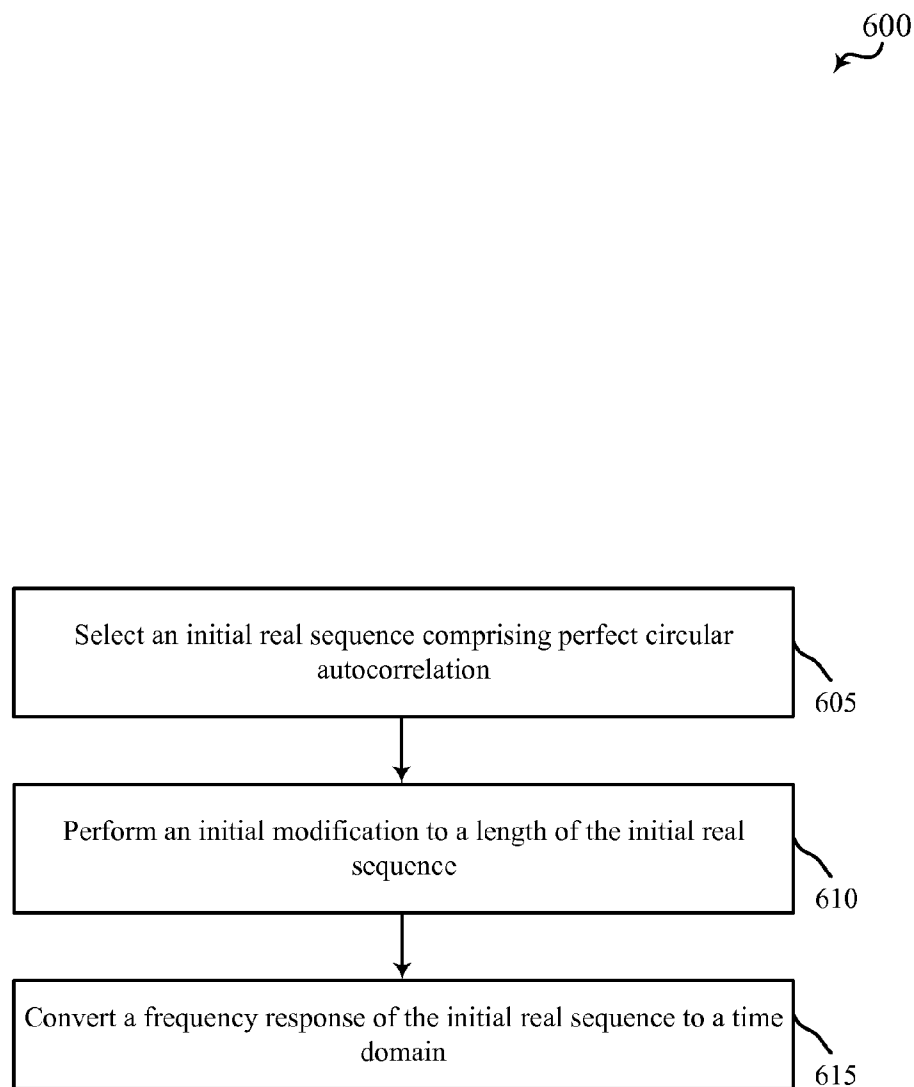 600
Select an initial real sequence comprising perfect circular
autocorrelation
605
Perform an initial modification to a length of the initial real
sequence
610
Convert a frequency response of the initial real sequence to a time
domain
615